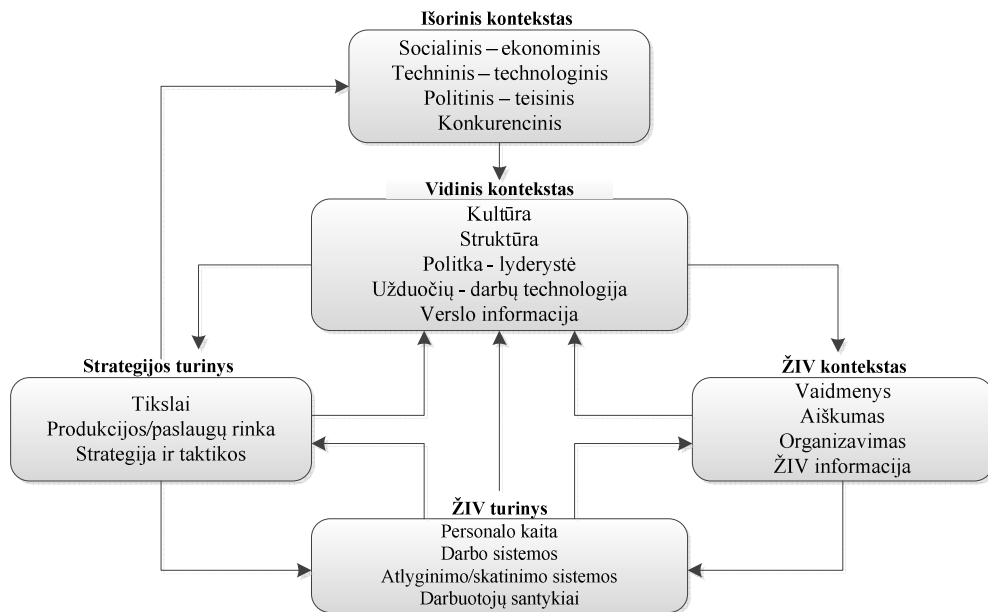 Išorinis kontekstas
Socialinis – ekonominis
Techninis – technologinis
Politinis – teisinis
Konkurencinis
Vidinis kontekstas
Kultūra
Struktūra
Politka - lyderystė
Užduočių - darbų technologija
Verslo informacija
Strategijos turinys
Tikslai
Produkcijos/paslaugų rinka
Strategija ir taktikos
ŽIV kontekstas
Vaidmenys
Aiškumas
Organizavimas
ŽIV informacija
ŽIV turinys
Personalo kaita
Darbo sistemos
Atlyginimo/skatinimo sistemos
Darbuotojų santykiai